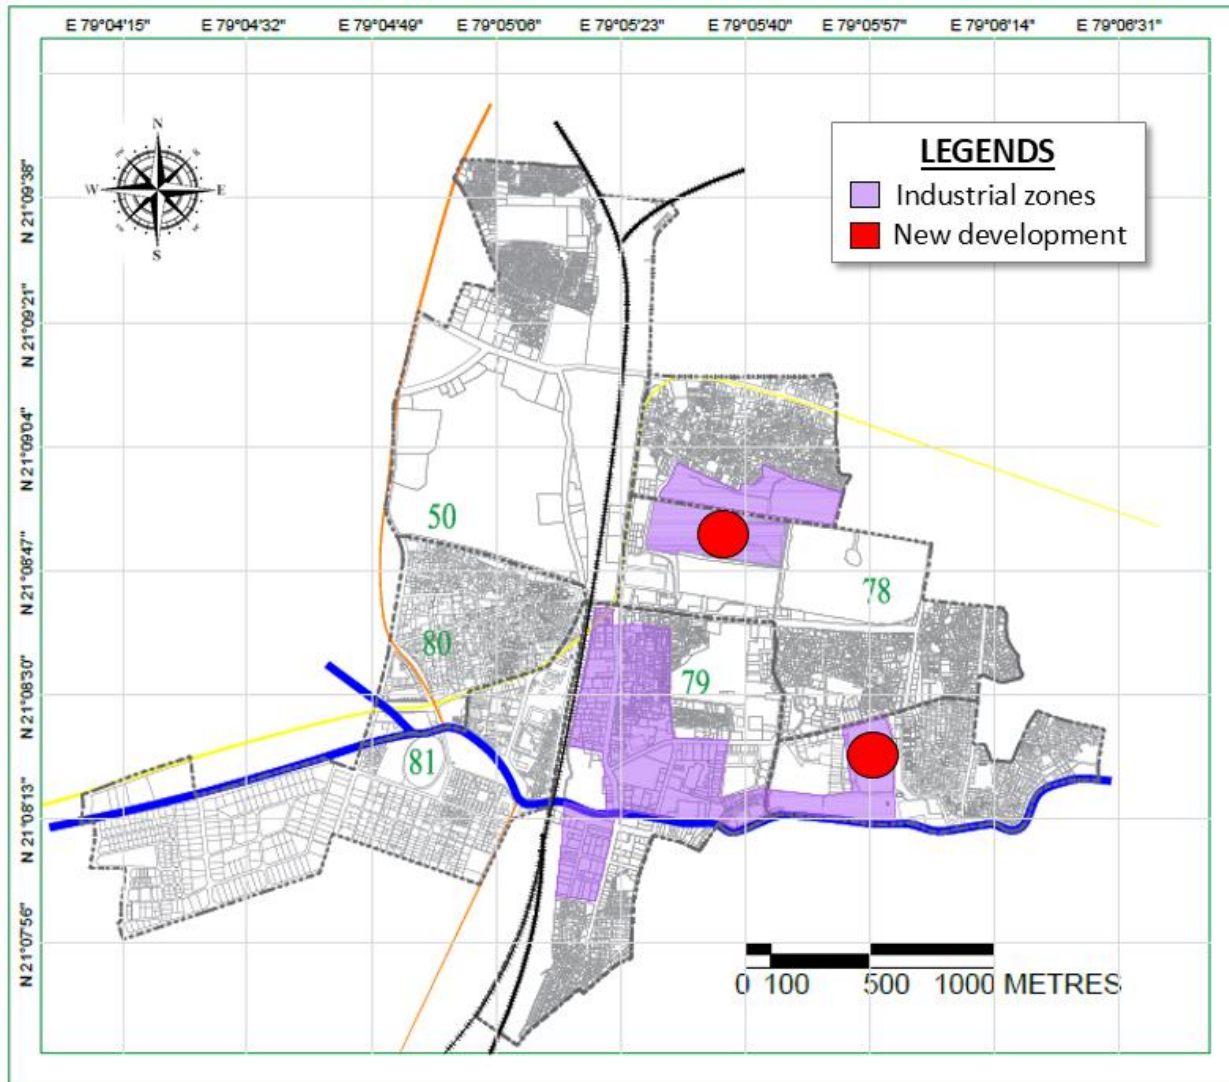 E 79°04'15" E 79°04'32" E 79°04'49" E 79°05'06" E 79°05'23" E 79°05'40" E 79°05'57" E 79°06'14" E 79°06'31"
N
W E
S
LEGENDS
Industrial zones
New development
N 21°09'38"
N 21°09'21"
N 21°09'04"
N 21°08'47"
N 21°08'30"
N 21°08'13"
N 21°07'56"
50
78
80
79
81
0 100 500 1000 METRES